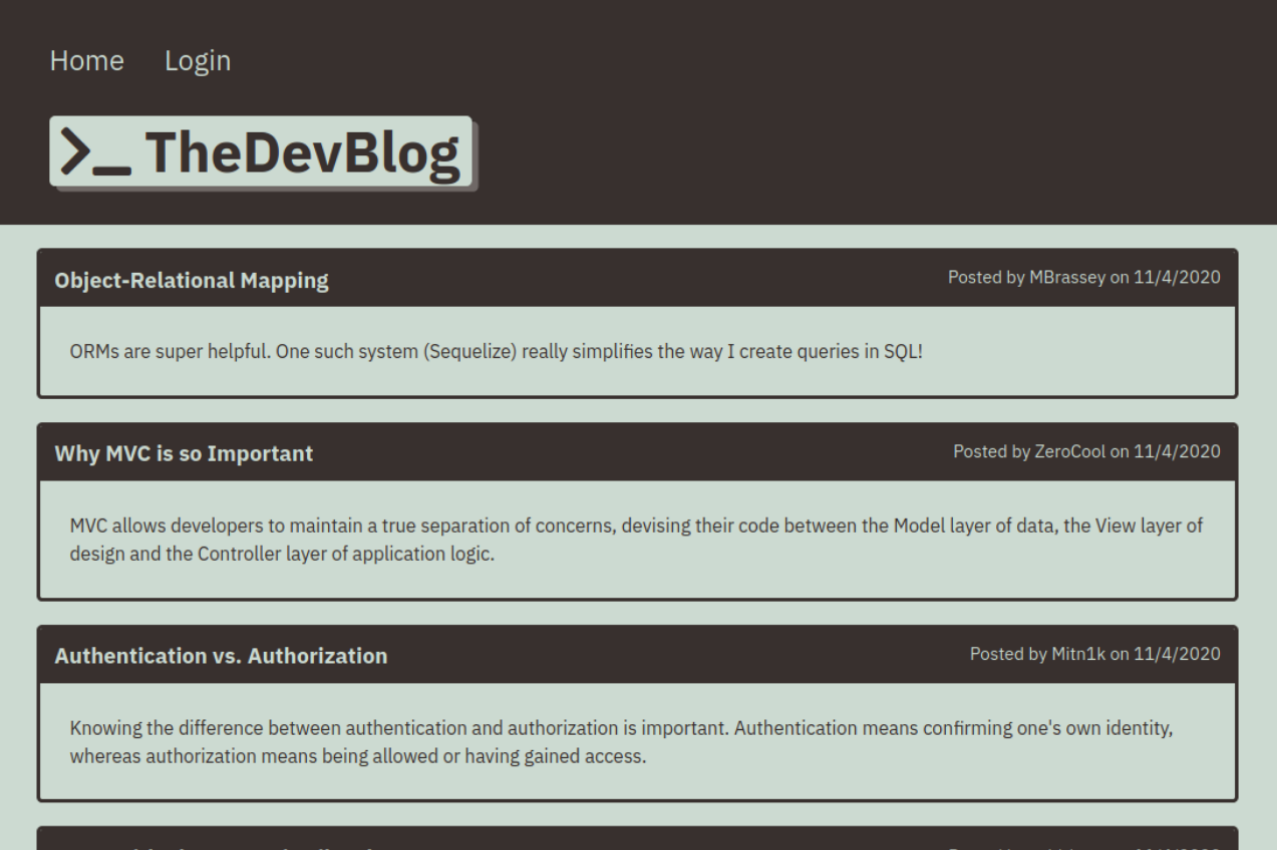 Home Login
>_ TheDevBlog
Object-Relational Mapping Posted by MBrassey on 11/4/2020
ORMs are super helpful. One such system (Sequelize) really simplifies the way I create queries in SQL!
Why MVC is so Important Posted by ZeroCool on 11/4/2020
MVC allows developers to maintain a true separation of concerns, devising their code between the Model layer of data, the View layer of
design and the Controller layer of application logic.
Authentication vs. Authorization Posted by Mitn1k on 11/4/2020
Knowing the difference between authentication and authorization is important. Authentication means confirming one's own identity,
whereas authorization means being allowed or having gained access.